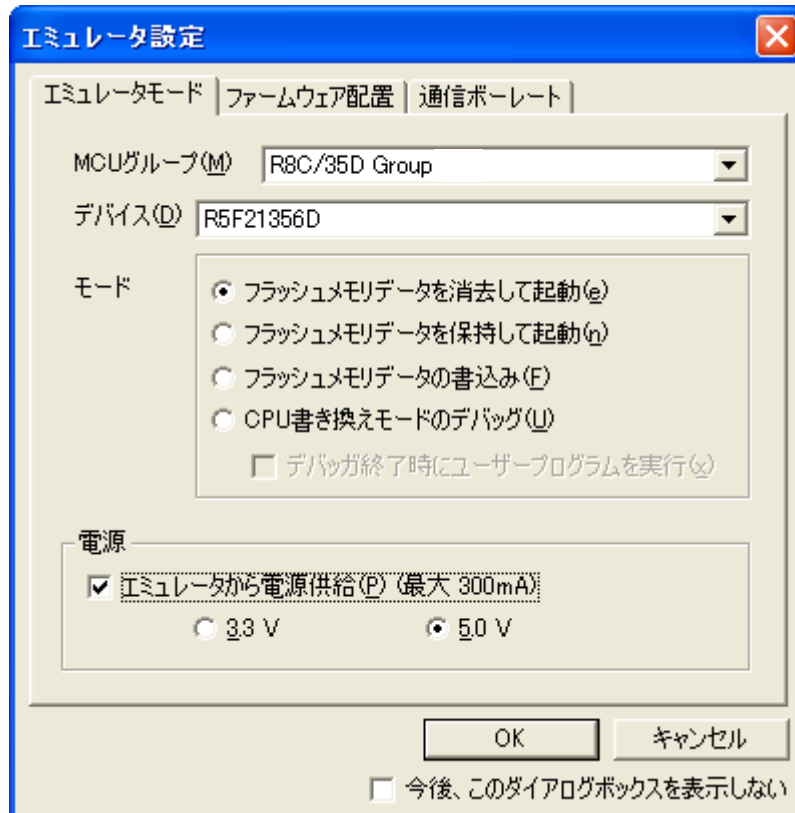 エミュレータ設定
エミュレータモード ファームウェア配置 通信ボーレート
MCUグループ(M) R8C/35D Group
デバイス(D) R5F21356D
モード
フラッシュメモリデータを消去して起動(e)
フラッシュメモリデータを保持して起動(n)
フラッシュメモリデータの書込み(F)
CPU書き換えモードのデバッグ(U)
デバッガ終了時にユーザープログラムを実行(x)
電源
エミュレータから電源供給(P) (最大 300mA)
3.3 V 5.0 V
OK キャンセル
今後、このダイアログボックスを表示しない